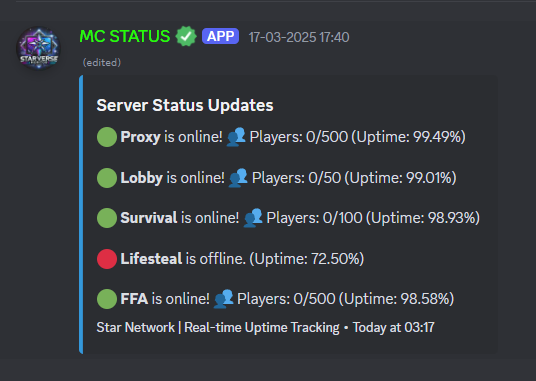 STARVERSE
MC STATUS APP 17-03-2025 17:40
(edited)
Server Status Updates
Proxy is online! Players: 0/500 (Uptime: 99.49%)
Lobby is online! Players: 0/50 (Uptime: 99.01%)
Survival is online! Players: 0/100 (Uptime: 98.93%)
Lifesteal is offline. (Uptime: 72.50%)
FFA is online! Players: 0/500 (Uptime: 98.58%)
Star Network | Real-time Uptime Tracking • Today at 03:17